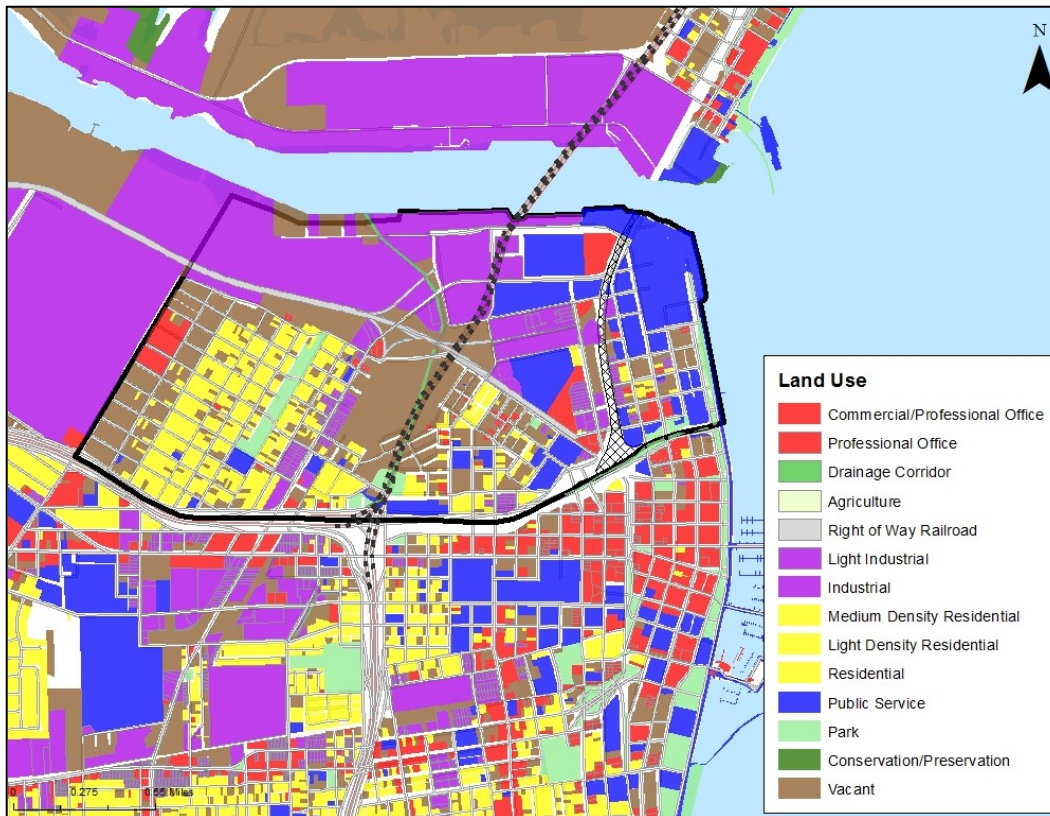 N
Land Use
Commercial/Professional Office
Professional Office
Drainage Corridor
Agriculture
Right of Way Railroad
Light Industrial
Industrial
Medium Density Residential
Light Density Residential
Residential
Public Service
Park
Conservation/Preservation
Vacant
0 0.275 0.55 Miles